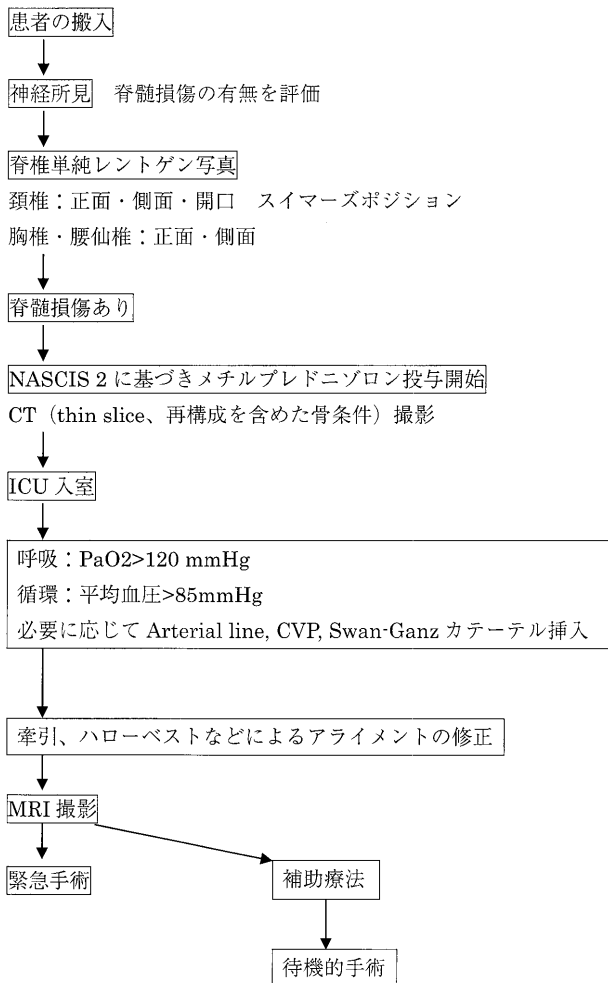 患者の搬入
神経所見　脊髄損傷の有無を評価
脊椎単純レントゲン写真
頚椎：正面・側面・開口　スイマーズポジション
胸椎・腰仙椎：正面・側面
脊髄損傷あり
NASCIS 2 に基づきメチルプレドニゾロン投与開始
CT（thin slice、再構成を含めた骨条件）撮影
ICU 入室
呼吸：PaO2>120 mmHg
循環：平均血圧>85mmHg
必要に応じて Arterial line, CVP, Swan-Ganz カテーテル挿入
牽引、ハローベストなどによるアライメントの修正
MRI 撮影
緊急手術
補助療法
待機的手術